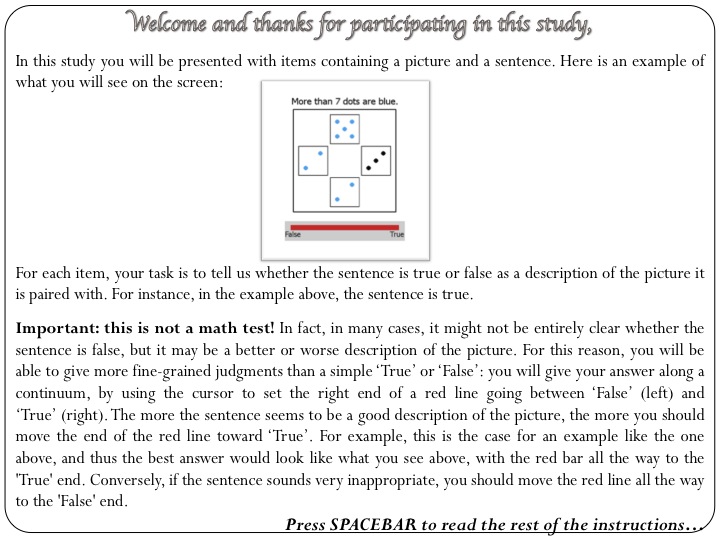 Welcome and thanks for participating in this study,
In this study you will be presented with items containing a picture and a sentence. Here is an example of
what you will see on the screen:
More than 7 dots are blue.
False True
For each item, your task is to tell us whether the sentence is true or false as a description of the picture it
is paired with. For instance, in the example above, the sentence is true.
Important: this is not a math test! In fact, in many cases, it might not be entirely clear whether the
sentence is false, but it may be a better or worse description of the picture. For this reason, you will be
able to give more fine-grained judgments than a simple ‘True’ or ‘False’: you will give your answer along a
continuum, by using the cursor to set the right end of a red line going between ‘False’ (left) and
‘True’ (right). The more the sentence seems to be a good description of the picture, the more you should
move the end of the red line toward ‘True’. For example, this is the case for an example like the one
above, and thus the best answer would look like what you see above, with the red bar all the way to the
'True' end. Conversely, if the sentence sounds very inappropriate, you should move the red line all the way
to the 'False' end.
Press SPACEBAR to read the rest of the instructions…